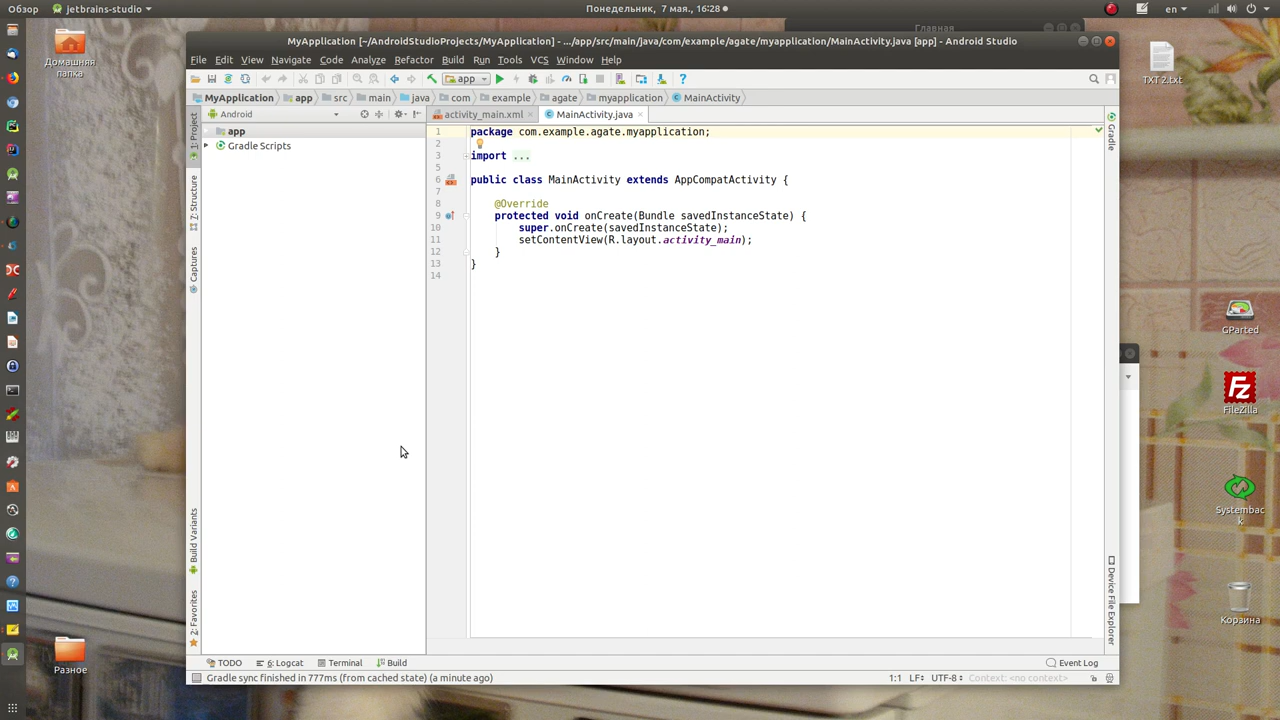 Обзор
jetbrains-studio
Понедельник, 7 мая., 16:28
en
Главная
Домашняя папка
TXT 2.txt
MyApplication [~/AndroidStudioProjects/MyApplication] - .../app/src/main/java/com/example/agate/myapplication/MainActivity.java [app] - Android Studio
File Edit View Navigate Code Analyze Refactor Build Run Tools VCS Window Help
app
MyApplication app src main java com example agate myapplication MainActivity
Android
activity_main.xml MainActivity.java
app
Gradle Scripts
1: Project
7: Structure
Captures
Build Variants
2: Favorites
1 package com.example.agate.myapplication;
2
3 import ...
5
6 public class MainActivity extends AppCompatActivity {
7
8 @Override
9 protected void onCreate(Bundle savedInstanceState) {
10 super.onCreate(savedInstanceState);
11 setContentView(R.layout.activity_main);
12 }
13 }
14
Gradle
Device File Explorer
GParted
FileZilla
Systemback
Корзина
Разное
TODO 6: Logcat Terminal Build Event Log
Gradle sync finished in 777ms (from cached state) (a minute ago) 1:1 LF÷ UTF-8÷ Context: <no context>